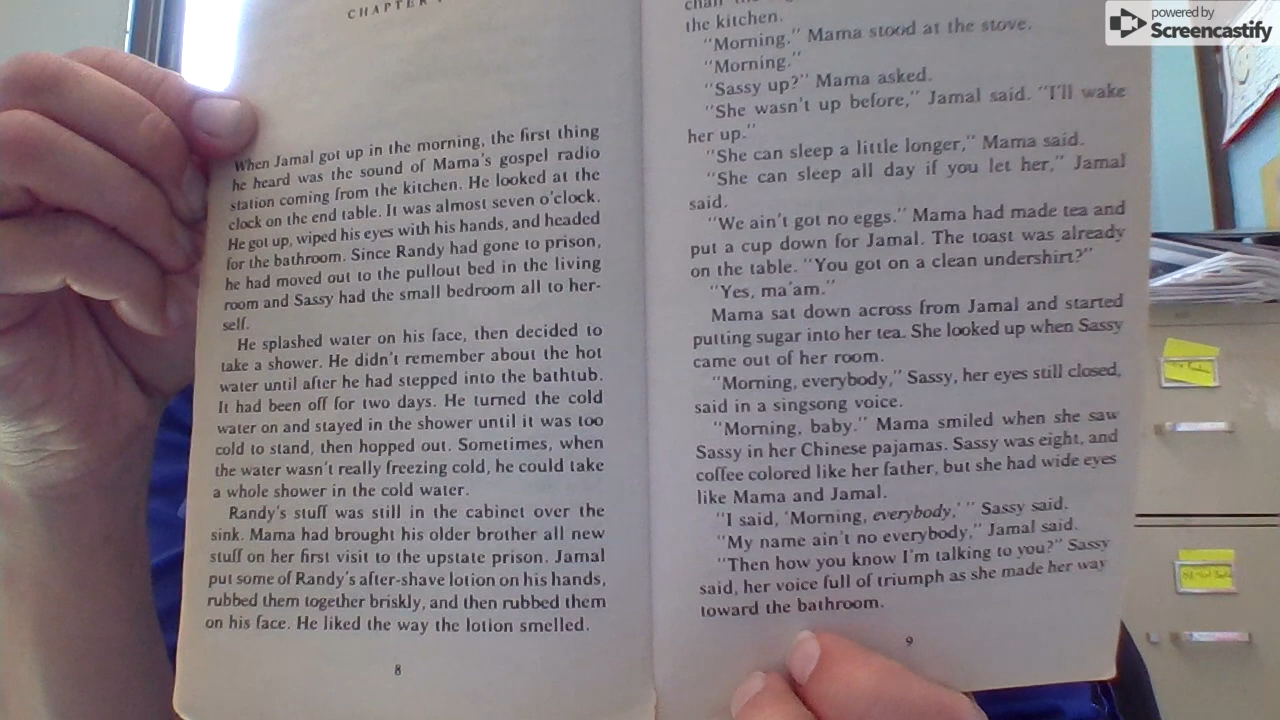 CHAPTER
When Jamal got up in the morning, the first thing
he heard was the sound of Mama's gospel radio
station coming from the kitchen. He looked at the
clock on the end table. It was almost seven o'clock.
He got up, wiped his eyes with his hands, and headed
for the bathroom. Since Randy had gone to prison,
he had moved out to the pullout bed in the living
room and Sassy had the small bedroom all to her-
self.
He splashed water on his face, then decided to
take a shower. He didn't remember about the hot
water until after he had stepped into the bathtub.
It had been off for two days. He turned the cold
water on and stayed in the shower until it was too
cold to stand, then hopped out. Sometimes, when
the water wasn't really freezing cold, he could take
a whole shower in the cold water.
Randy's stuff was still in the cabinet over the
sink. Mama had brought his older brother all new
stuff on her first visit to the upstate prison. Jamal
put some of Randy's after-shave lotion on his hands,
rubbed them together briskly, and then rubbed them
on his face. He liked the way the lotion smelled.
8
the kitchen.
"Morning." Mama stood at the stove.
"Morning."
"Sassy up?" Mama asked.
"She wasn't up before," Jamal said. "I'll wake
her up."
"She can sleep a little longer," Mama said.
"She can sleep all day if you let her," Jamal
said.
"We ain't got no eggs." Mama had made tea and
put a cup down for Jamal. The toast was already
on the table. "You got on a clean undershirt?"
"Yes, ma'am."
Mama sat down across from Jamal and started
putting sugar into her tea. She looked up when Sassy
came out of her room.
"Morning, everybody," Sassy, her eyes still closed,
said in a singsong voice.
"Morning, baby." Mama smiled when she saw
Sassy in her Chinese pajamas. Sassy was eight, and
coffee colored like her father, but she had wide eyes
like Mama and Jamal.
"I said, 'Morning, everybody,' " Sassy said.
"My name ain't no everybody," Jamal said.
"Then how you know I'm talking to you?" Sassy
said, her voice full of triumph as she made her way
toward the bathroom.
9
powered by
Screencastify